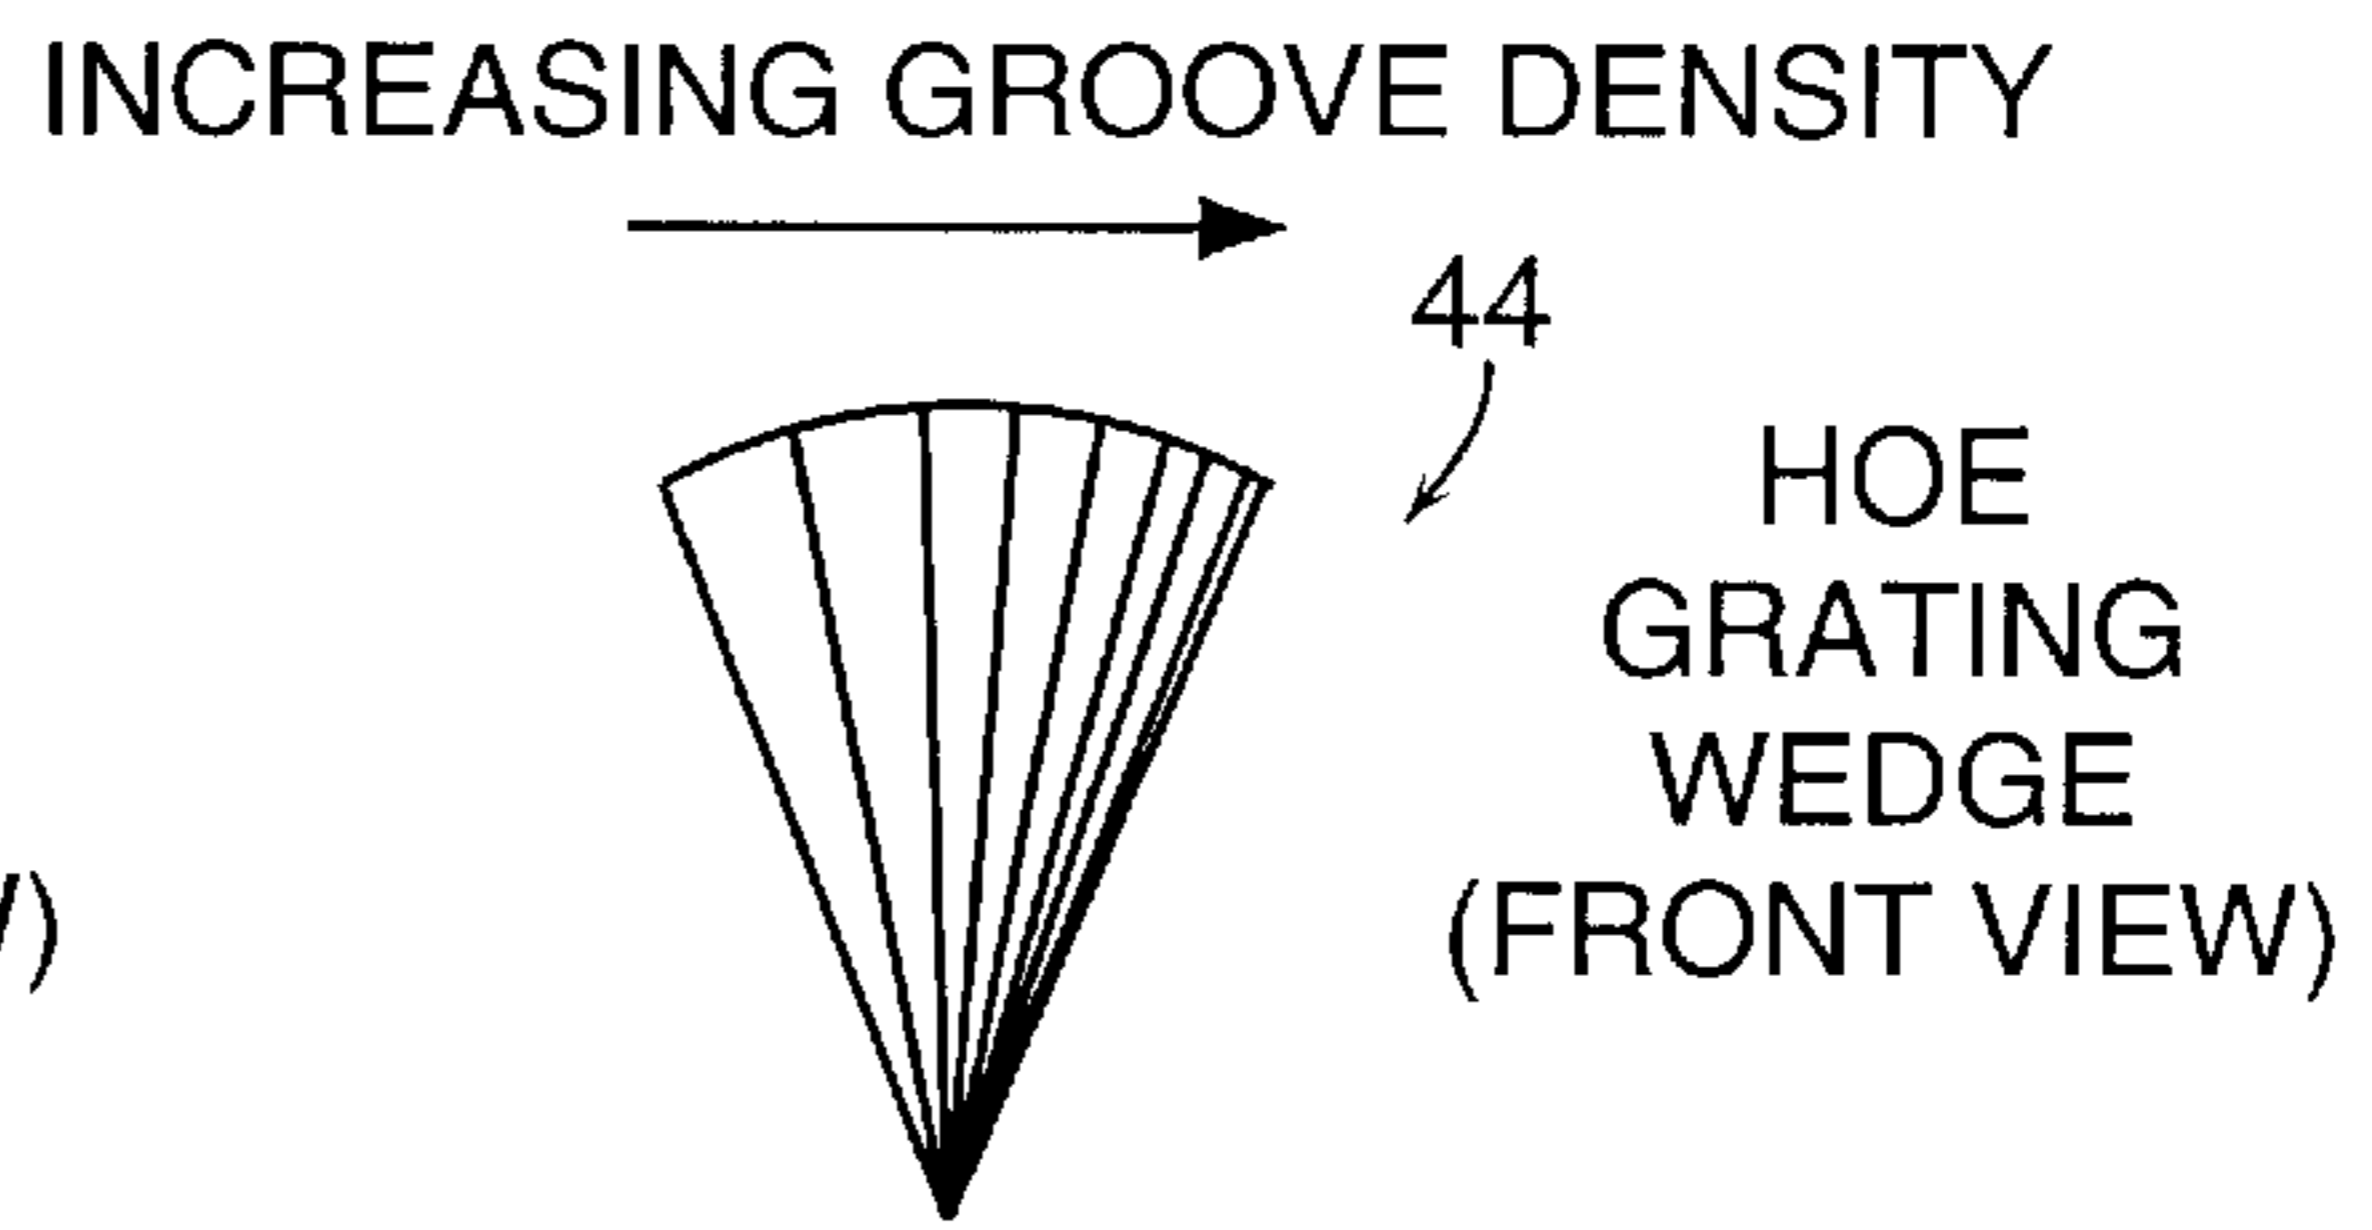 INCREASING GROOVE DENSITY
44
HOE
GRATING
WEDGE
(FRONT VIEW)